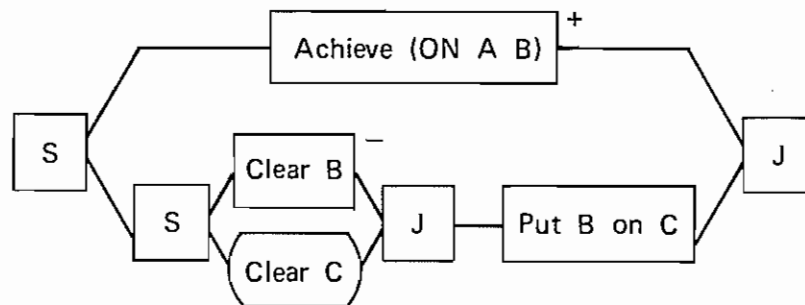 +
Achieve (ON A B)
S
J
Clear B
−
S
J
Put B on C
Clear C